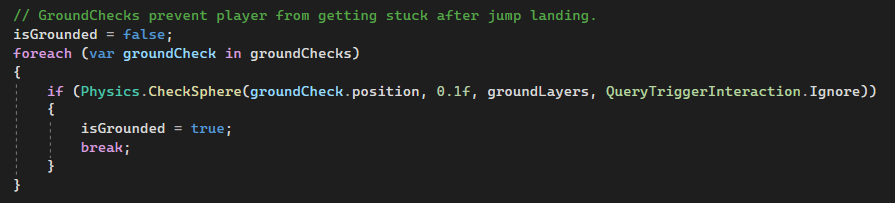 // GroundChecks prevent player from getting stuck after jump landing.
isGrounded = false;
foreach (var groundCheck in groundChecks)
{
    if (Physics.CheckSphere(groundCheck.position, 0.1f, groundLayers, QueryTriggerInteraction.Ignore))
    {
        isGrounded = true;
        break;
    }
}